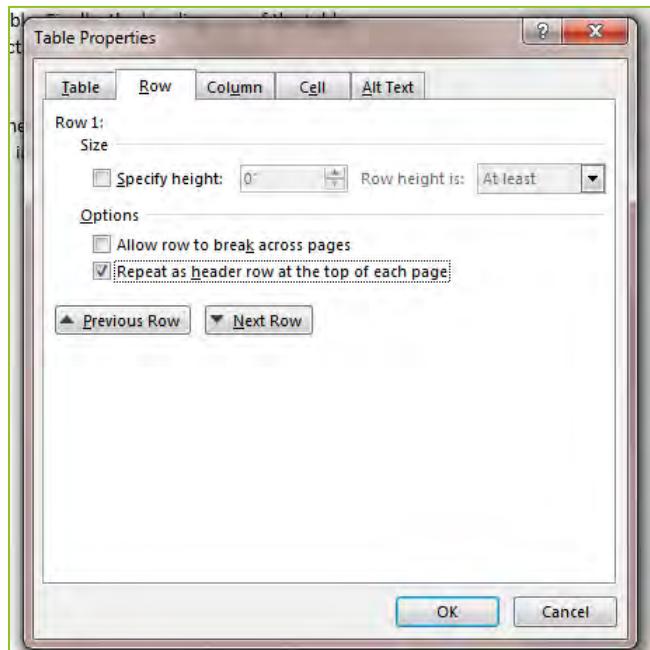 Table Properties
?
Table Row Column Cell Alt Text
Row 1:
Size
Specify height: 0" Row height is: At least
Options
Allow row to break across pages
Repeat as header row at the top of each page
Previous Row Next Row
OK Cancel